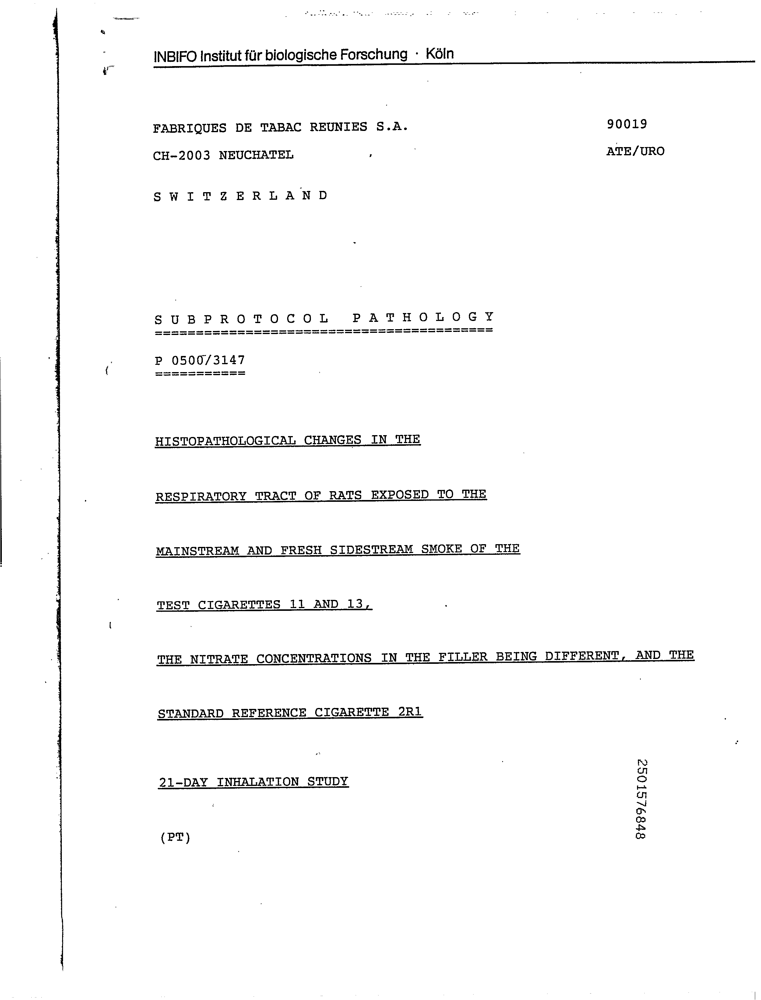 INBIFO Institut für biologische Forschung · Köln
FABRIQUES DE TABAC REUNIES S.A. 90019
CH-2003 NEUCHATEL ATE/URO
S W I T Z E R L A N D
S U B P R O T O C O L   P A T H O L O G Y
=========================================
P 0500/3147
===========
HISTOPATHOLOGICAL CHANGES IN THE
RESPIRATORY TRACT OF RATS EXPOSED TO THE
MAINSTREAM AND FRESH SIDESTREAM SMOKE OF THE
TEST CIGARETTES 11 AND 13,
THE NITRATE CONCENTRATIONS IN THE FILLER BEING DIFFERENT, AND THE
STANDARD REFERENCE CIGARETTE 2R1
21-DAY INHALATION STUDY
(PT)
2501576848